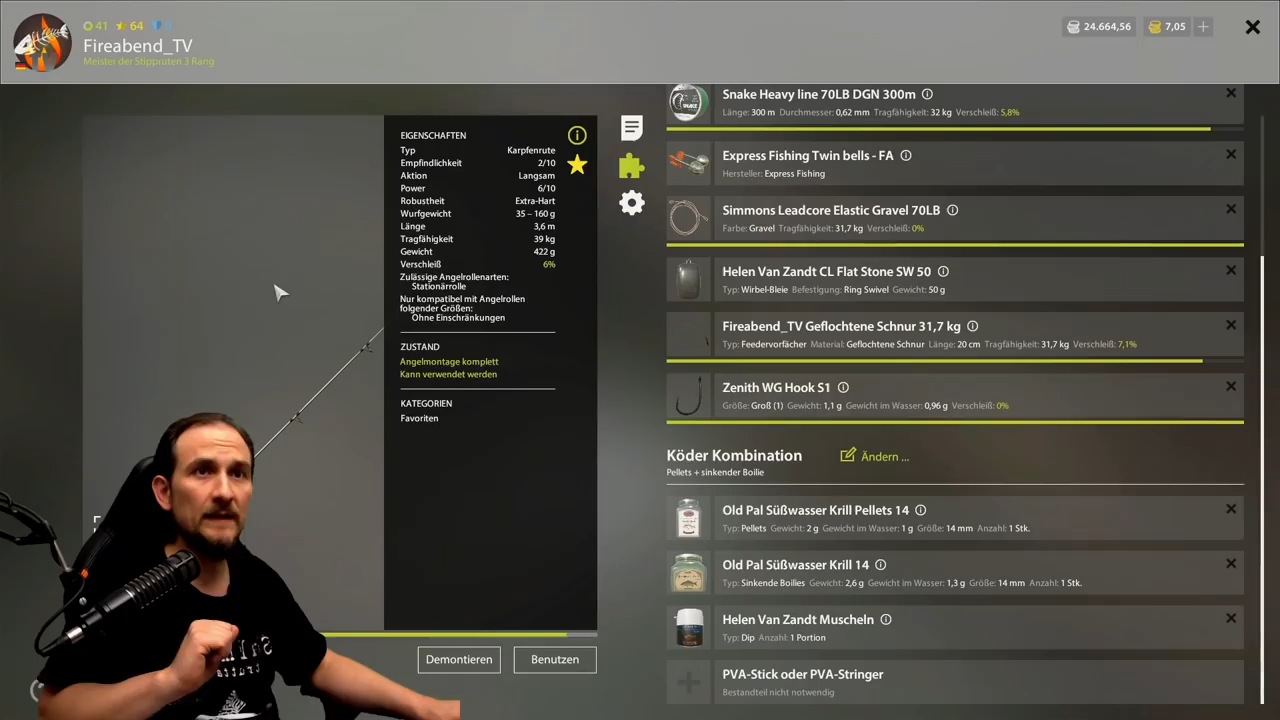 41 64
Fireabend_TV
Meister der Stipprute 3 Rang
24.664,56 7,05
EIGENSCHAFTEN
Typ Karpfenrute
Empfindlichkeit 2/10
Aktion Langsam
Power 6/10
Robustheit Extra-Hart
Wurfgewicht 35 – 160 g
Länge 3,6 m
Tragfähigkeit 39 kg
Gewicht 422 g
Verschleiß 6%
Zulässige Angelrollenarten:
Stationärrolle
Nur kompatibel mit Angelrollen
folgender Größen:
Ohne Einschränkungen
ZUSTAND
Angelmontage komplett
Kann verwendet werden
KATEGORIEN
Favoriten
Demontieren Benutzen
Snake Heavy line 70LB DGN 300m
Länge: 300 m Durchmesser: 0,62 mm Tragfähigkeit: 32 kg Verschleiß: 5,8%
Express Fishing Twin bells - FA
Hersteller: Express Fishing
Simmons Leadcore Elastic Gravel 70LB
Farbe: Gravel Tragfähigkeit: 31,7 kg Verschleiß: 0%
Helen Van Zandt CL Flat Stone SW 50
Typ: Wirbel-Bleie Befestigung: Ring Swivel Gewicht: 50 g
Fireabend_TV Geflochtene Schnur 31,7 kg
Typ: Feedervorfächer Material: Geflochtene Schnur Länge: 20 cm Tragfähigkeit: 31,7 kg Verschleiß: 7,1%
Zenith WG Hook S1
Größe: Groß (1) Gewicht: 1,1 g Gewicht im Wasser: 0,96 g Verschleiß: 0%
Köder Kombination Ändern ...
Pellets + sinkender Boilie
Old Pal Süßwasser Krill Pellets 14
Typ: Pellets Gewicht: 2 g Gewicht im Wasser: 1 g Größe: 14 mm Anzahl: 1 Stk.
Old Pal Süßwasser Krill 14
Typ: Sinkende Boilies Gewicht: 2,6 g Gewicht im Wasser: 1,3 g Größe: 14 mm Anzahl: 1 Stk.
Helen Van Zandt Muscheln
Typ: Dip Anzahl: 1 Portion
PVA-Stick oder PVA-Stringer
Bestandteil nicht notwendig